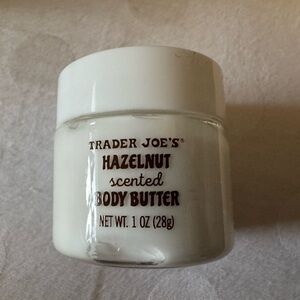 TRADER JOE'S®
HAZELNUT
scented
BODY BUTTER
NET WT. 1 OZ (28g)